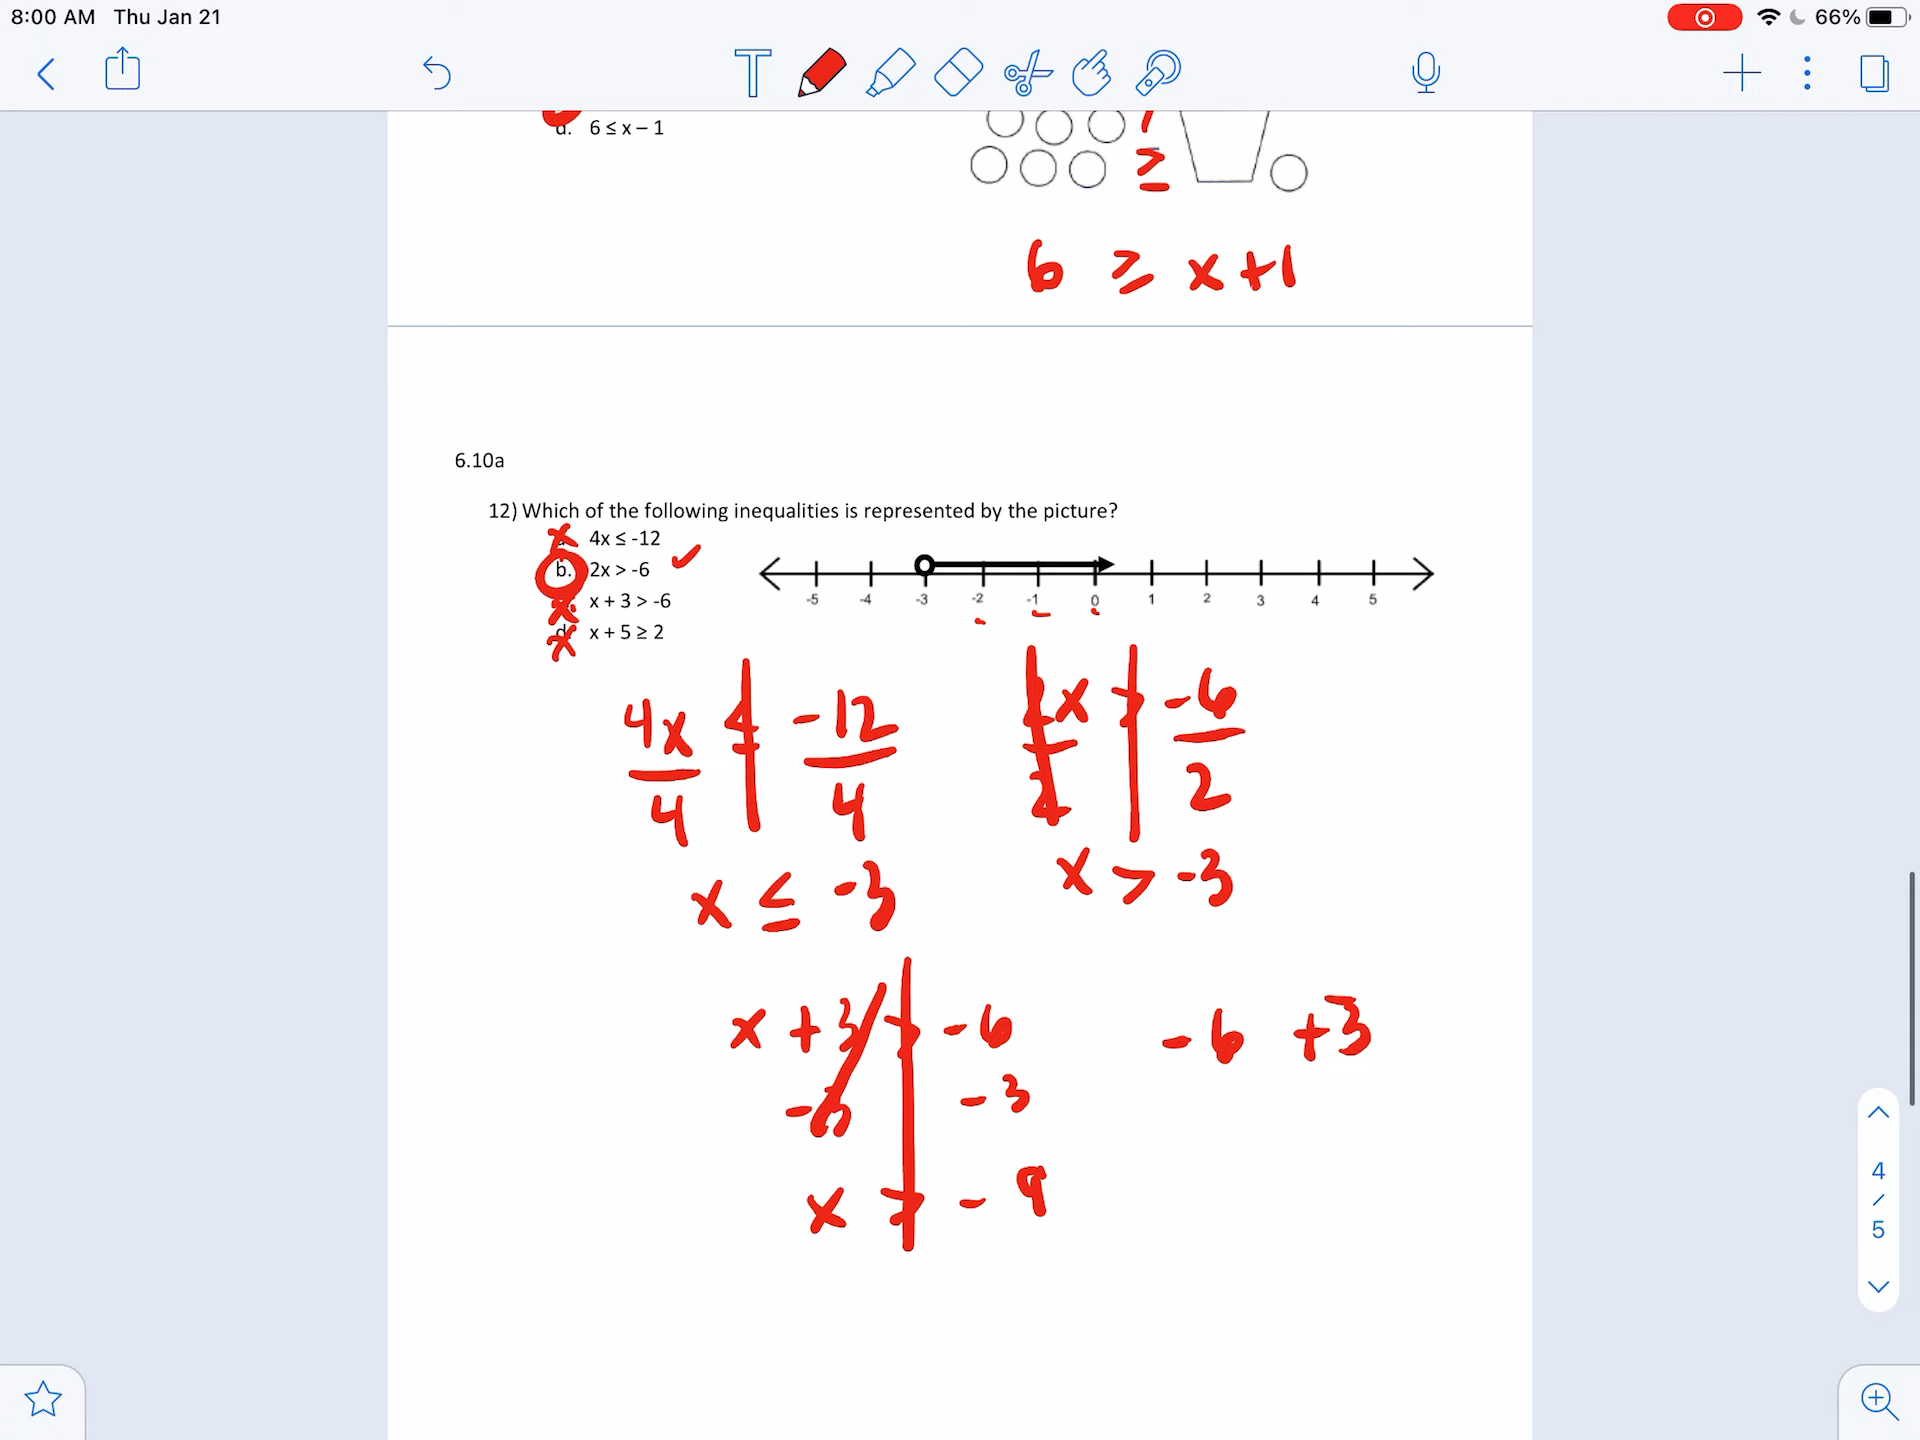 8:00 AM Thu Jan 21
66%
T
d. 6 ≤ x – 1
≥
6 ≥ x + 1
6.10a
12) Which of the following inequalities is represented by the picture?
4x ≤ -12
b. 2x > -6 ✓
x + 3 > -6
d. x + 5 ≥ 2
-5 -4 -3 -2 -1 0 1 2 3 4 5
4x ≤ -12
4 4
2x > -6
2 2
x ≤ -3
x > -3
x + 3 > -6
-3 -3
x > -9
-6 + 3
4
/
5